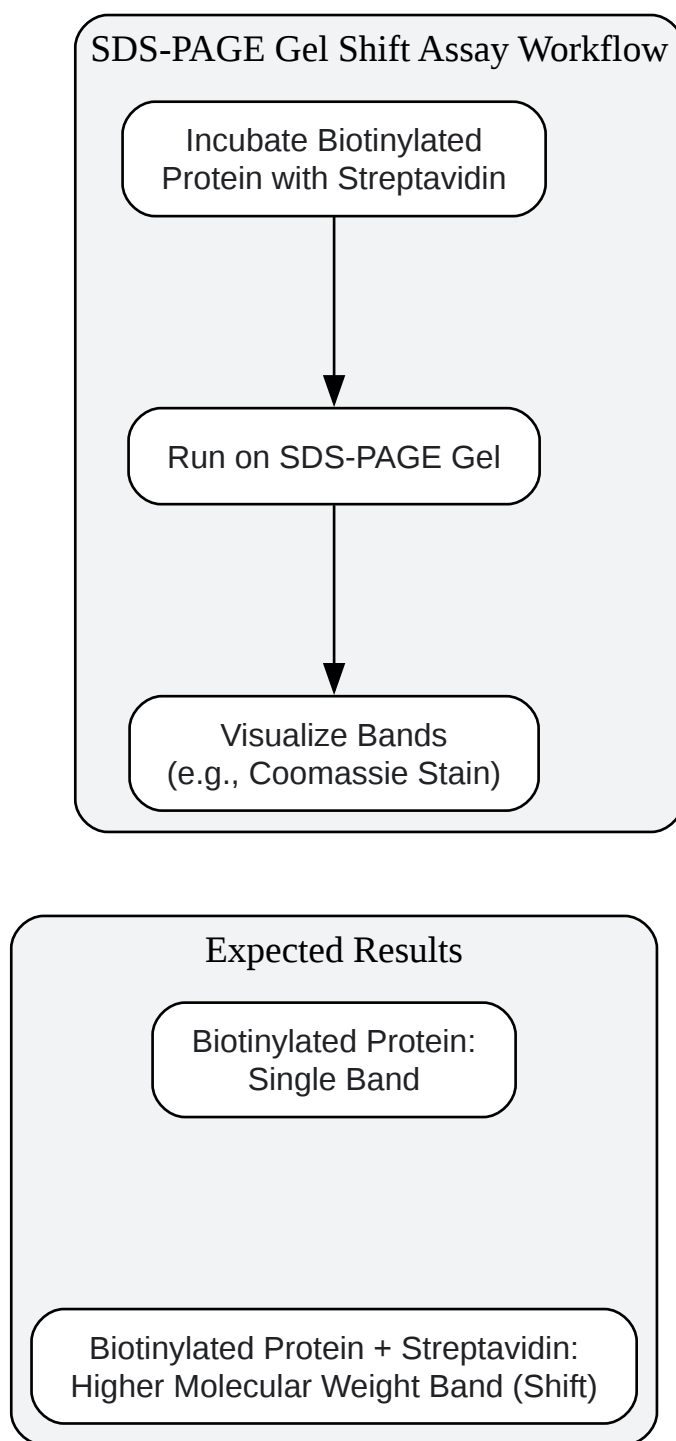 SDS-PAGE Gel Shift Assay Workflow
Incubate Biotinylated
Protein with Streptavidin
Run on SDS-PAGE Gel
Visualize Bands
(e.g., Coomassie Stain)
Expected Results
Biotinylated Protein:
Single Band
Biotinylated Protein + Streptavidin:
Higher Molecular Weight Band (Shift)